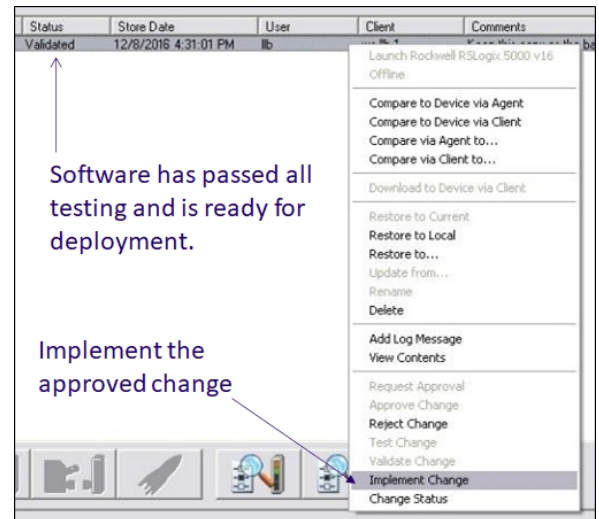 Status Store Date User Client Comments
Validated 12/8/2016 4:31:01 PM llb
Launch Rockwell RSLogix 5000 v16
Offline
Compare to Device via Agent
Compare to Device via Client
Compare via Agent to...
Compare via Client to...
Download to Device via Client
Restore to Current
Restore to Local
Restore to...
Update from...
Rename
Delete
Add Log Message
View Contents
Request Approval
Approve Change
Reject Change
Test Change
Validate Change
Implement Change
Change Status
Software has passed all
testing and is ready for
deployment.
Implement the
approved change